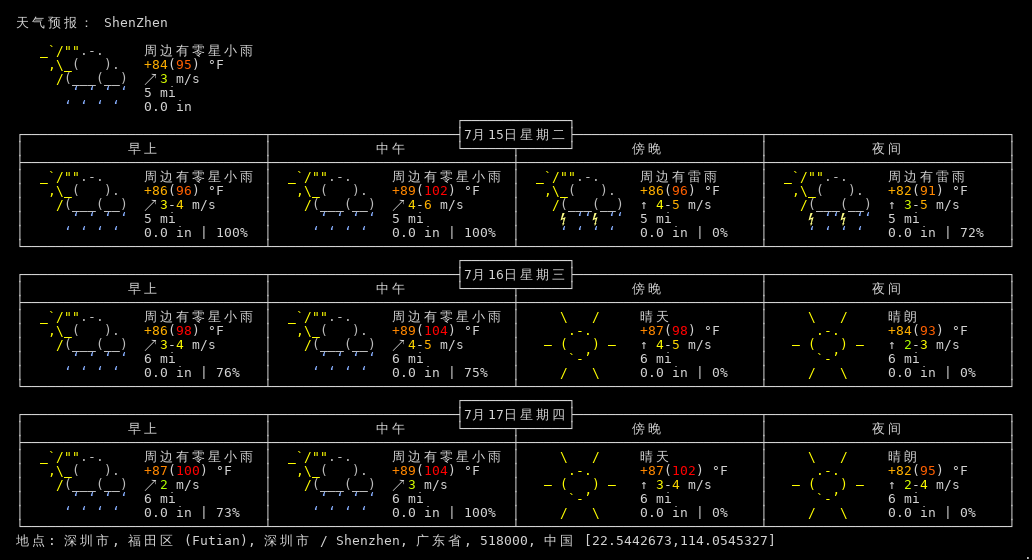 天气预报： ShenZhen
周边有零星小雨
+84(95) °F
↗3 m/s
5 mi
0.0 in
7月15日星期二
早上 中午 傍晚 夜间
周边有零星小雨 周边有零星小雨 周边有雷雨 周边有雷雨
+86(96) °F +89(102) °F +86(96) °F +82(91) °F
↗3-4 m/s ↗4-6 m/s ↑ 4-5 m/s ↑ 3-5 m/s
5 mi 5 mi 5 mi 5 mi
0.0 in | 100% 0.0 in | 100% 0.0 in | 0% 0.0 in | 72%
7月16日星期三
早上 中午 傍晚 夜间
周边有零星小雨 周边有零星小雨 晴天 晴朗
+86(98) °F +89(104) °F +87(98) °F +84(93) °F
↗3-4 m/s ↗4-5 m/s ↑ 4-5 m/s ↑ 2-3 m/s
6 mi 6 mi 6 mi 6 mi
0.0 in | 76% 0.0 in | 75% 0.0 in | 0% 0.0 in | 0%
7月17日星期四
早上 中午 傍晚 夜间
周边有零星小雨 周边有零星小雨 晴天 晴朗
+87(100) °F +89(104) °F +87(102) °F +82(95) °F
↗2 m/s ↗3 m/s ↑ 3-4 m/s ↑ 2-4 m/s
6 mi 6 mi 6 mi 6 mi
0.0 in | 73% 0.0 in | 100% 0.0 in | 0% 0.0 in | 0%
地点: 深圳市, 福田区 (Futian), 深圳市 / Shenzhen, 广东省, 518000, 中国 [22.5442673,114.0545327]